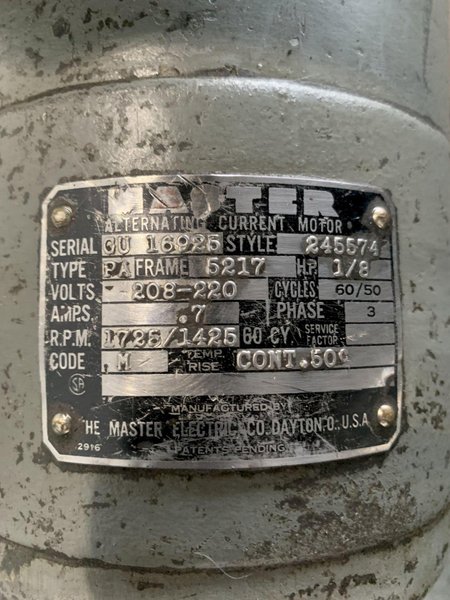 MASTER
ALTERNATING CURRENT MOTOR
SERIAL CU 16925 STYLE 245574
TYPE PA FRAME 5217 H.P. 1/8
VOLTS 208-220 CYCLES 60/50
AMPS. .7 PHASE 3
R.P.M. 1725/1425 60 CY. SERVICE FACTOR
CODE M TEMP. RISE CONT.50°
SA
MANUFACTURED BY
THE MASTER ELECTRIC CO. DAYTON, O., U.S.A.
2916 PATENTS PENDING